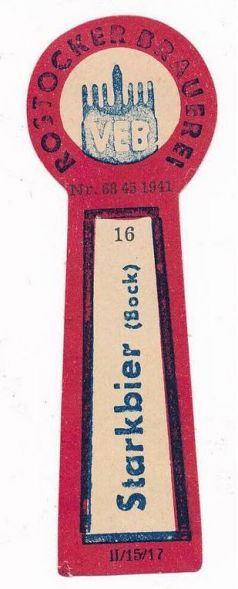 ROSTOCKER BRAUEREI
VEB
Nr. 68 45 1941
16
Starkbier (Bock)
II/15/17